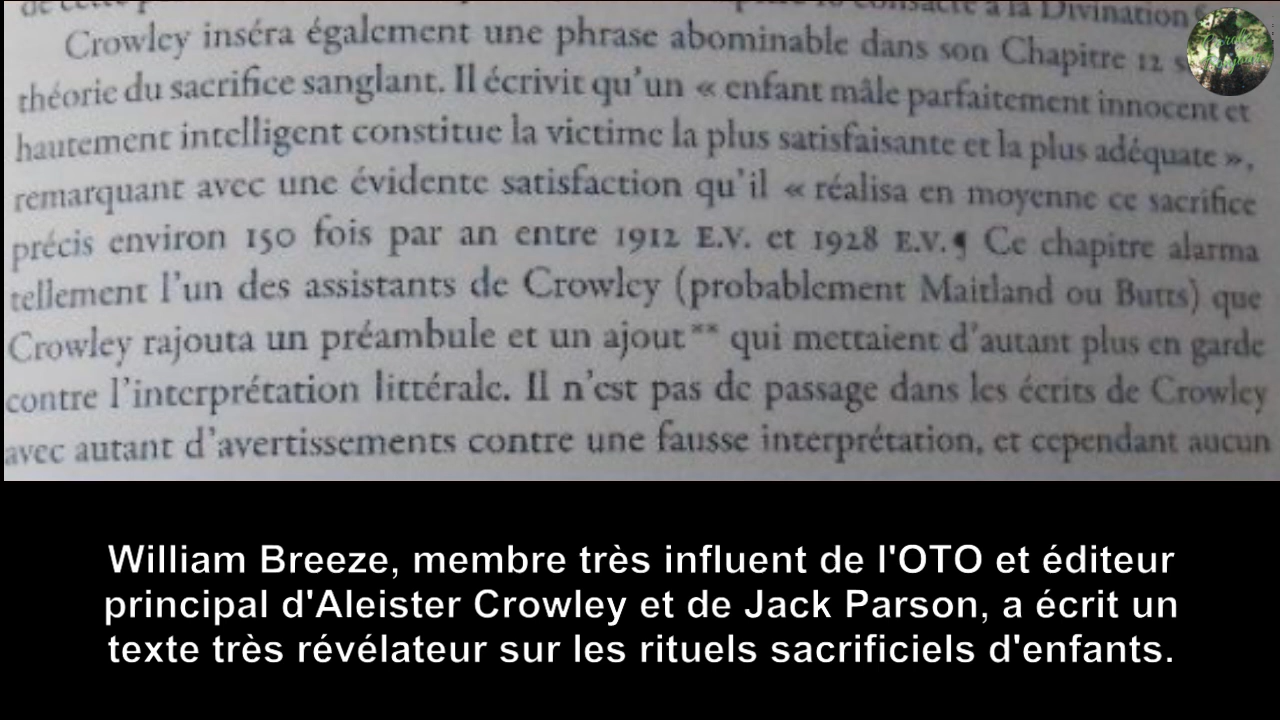 de cette consacré à la Divination
Crowley inséra également une phrase abominable dans son Chapitre 12
théorie du sacrifice sanglant. Il écrivit qu'un « enfant mâle parfaitement innocent et
hautement intelligent constitue la victime la plus satisfaisante et la plus adéquate »,
remarquant avec une évidente satisfaction qu'il « réalisa en moyenne ce sacrifice
précis environ 150 fois par an entre 1912 E.V. et 1928 E.V.¶ Ce chapitre alarma
tellement l'un des assistants de Crowley (probablement Maitland ou Butts) que
Crowley rajouta un préambule et un ajout** qui mettaient d'autant plus en garde
contre l'interprétation littérale. Il n'est pas de passage dans les écrits de Crowley
avec autant d'avertissements contre une fausse interprétation, et cependant aucun
William Breeze, membre très influent de l'OTO et éditeur
principal d'Aleister Crowley et de Jack Parson, a écrit un
texte très révélateur sur les rituels sacrificiels d'enfants.